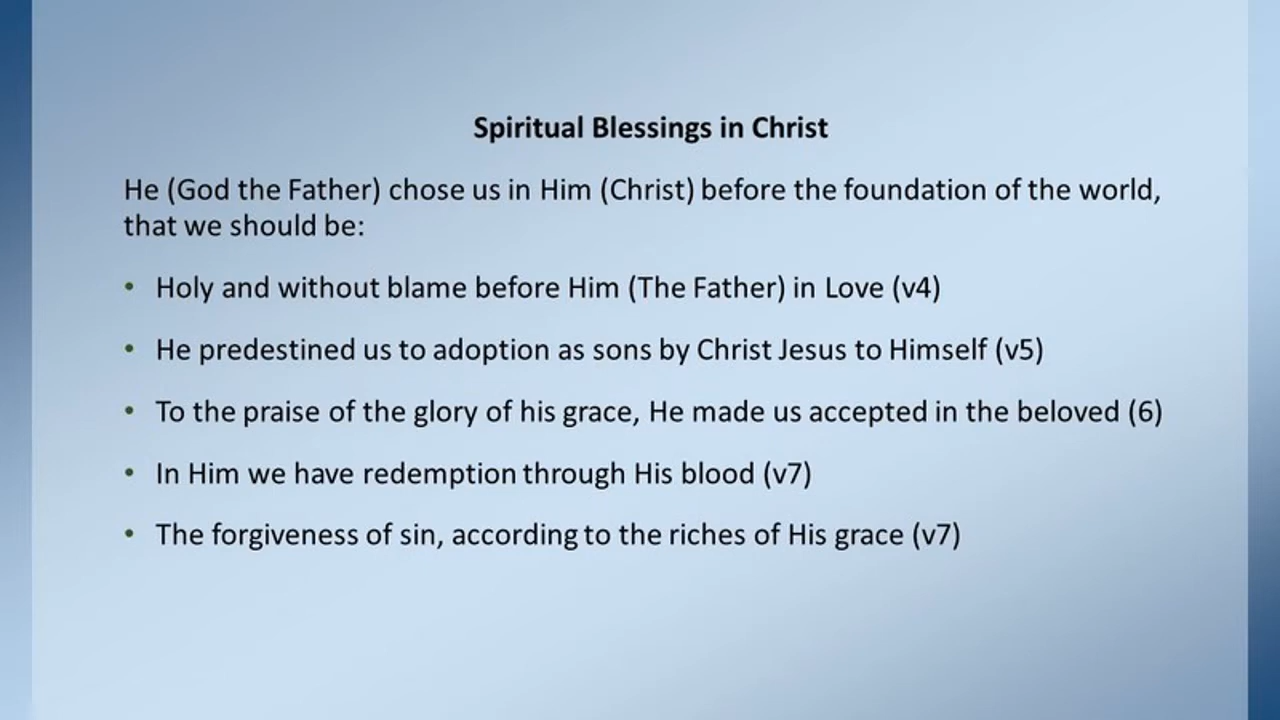 Spiritual Blessings in Christ
He (God the Father) chose us in Him (Christ) before the foundation of the world,
that we should be:
• Holy and without blame before Him (The Father) in Love (v4)
• He predestined us to adoption as sons by Christ Jesus to Himself (v5)
• To the praise of the glory of his grace, He made us accepted in the beloved (6)
• In Him we have redemption through His blood (v7)
• The forgiveness of sin, according to the riches of His grace (v7)